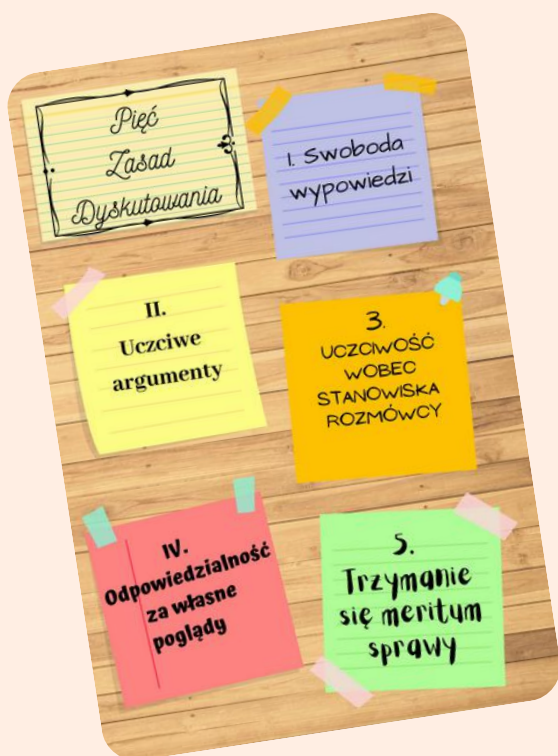 Pięć
Zasad
Dyskutowania
1. Swoboda
wypowiedzi
II.
Uczciwe
argumenty
3.
UCZCIWOŚĆ
WOBEC
STANOWISKA
ROZMÓWCY
IV.
Odpowiedzialność
za własne
poglądy
5.
Trzymanie
się meritum
sprawy